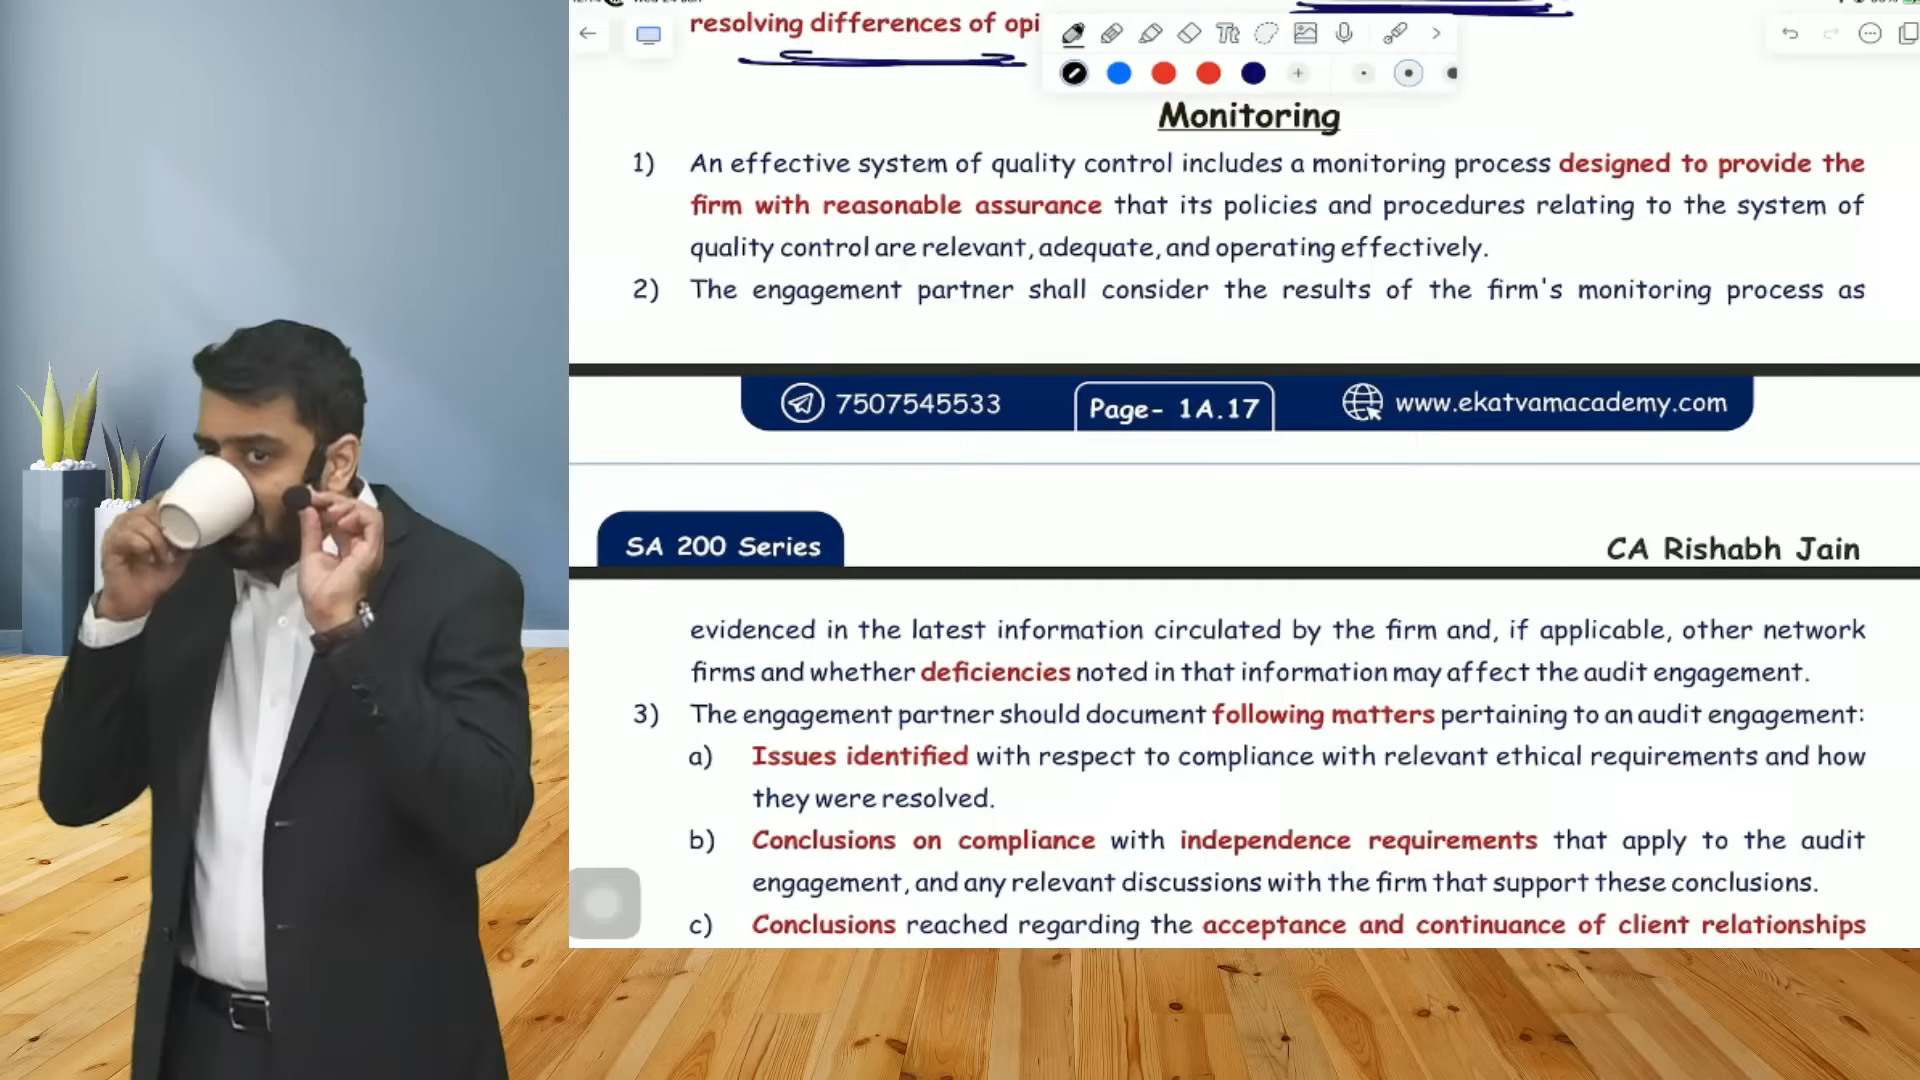 resolving differences of opi
Monitoring
1) An effective system of quality control includes a monitoring process designed to provide the
firm with reasonable assurance that its policies and procedures relating to the system of
quality control are relevant, adequate, and operating effectively.
2) The engagement partner shall consider the results of the firm's monitoring process as
7507545533
Page- 1A.17
www.ekatvamacademy.com
SA 200 Series
CA Rishabh Jain
evidenced in the latest information circulated by the firm and, if applicable, other network
firms and whether deficiencies noted in that information may affect the audit engagement.
3) The engagement partner should document following matters pertaining to an audit engagement:
a) Issues identified with respect to compliance with relevant ethical requirements and how
they were resolved.
b) Conclusions on compliance with independence requirements that apply to the audit
engagement, and any relevant discussions with the firm that support these conclusions.
c) Conclusions reached regarding the acceptance and continuance of client relationships